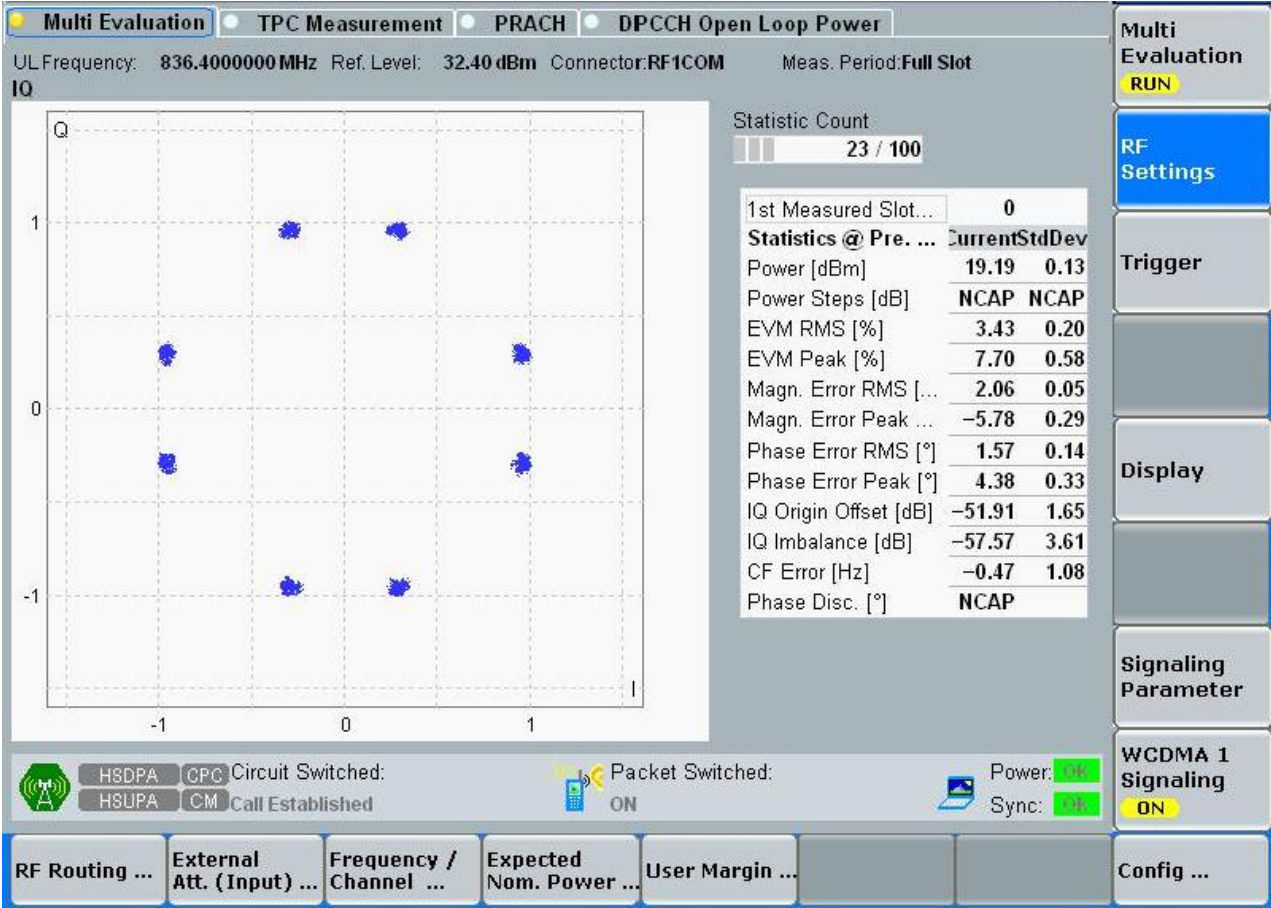 Multi Evaluation TPC Measurement PRACH DPCCH Open Loop Power
UL Frequency: 836.4000000 MHz Ref. Level: 32.40 dBm Connector:RF1COM Meas. Period:Full Slot
IQ
Q
1
0
-1
I
-1 0 1
Statistic Count
23 / 100
1st Measured Slot... 0
Statistics @ Pre. ... Current StdDev
Power [dBm] 19.19 0.13
Power Steps [dB] NCAP NCAP
EVM RMS [%] 3.43 0.20
EVM Peak [%] 7.70 0.58
Magn. Error RMS [... 2.06 0.05
Magn. Error Peak ... −5.78 0.29
Phase Error RMS [°] 1.57 0.14
Phase Error Peak [°] 4.38 0.33
IQ Origin Offset [dB] −51.91 1.65
IQ Imbalance [dB] −57.57 3.61
CF Error [Hz] −0.47 1.08
Phase Disc. [°] NCAP
Multi
Evaluation
RUN
RF
Settings
Trigger
Display
Signaling
Parameter
WCDMA 1
Signaling
ON
HSDPA CPC Circuit Switched: Packet Switched: Power: OK
HSUPA CM Call Established ON Sync: OK
RF Routing ...
External
Att. (Input) ...
Frequency /
Channel ...
Expected
Nom. Power ...
User Margin ...
Config ...